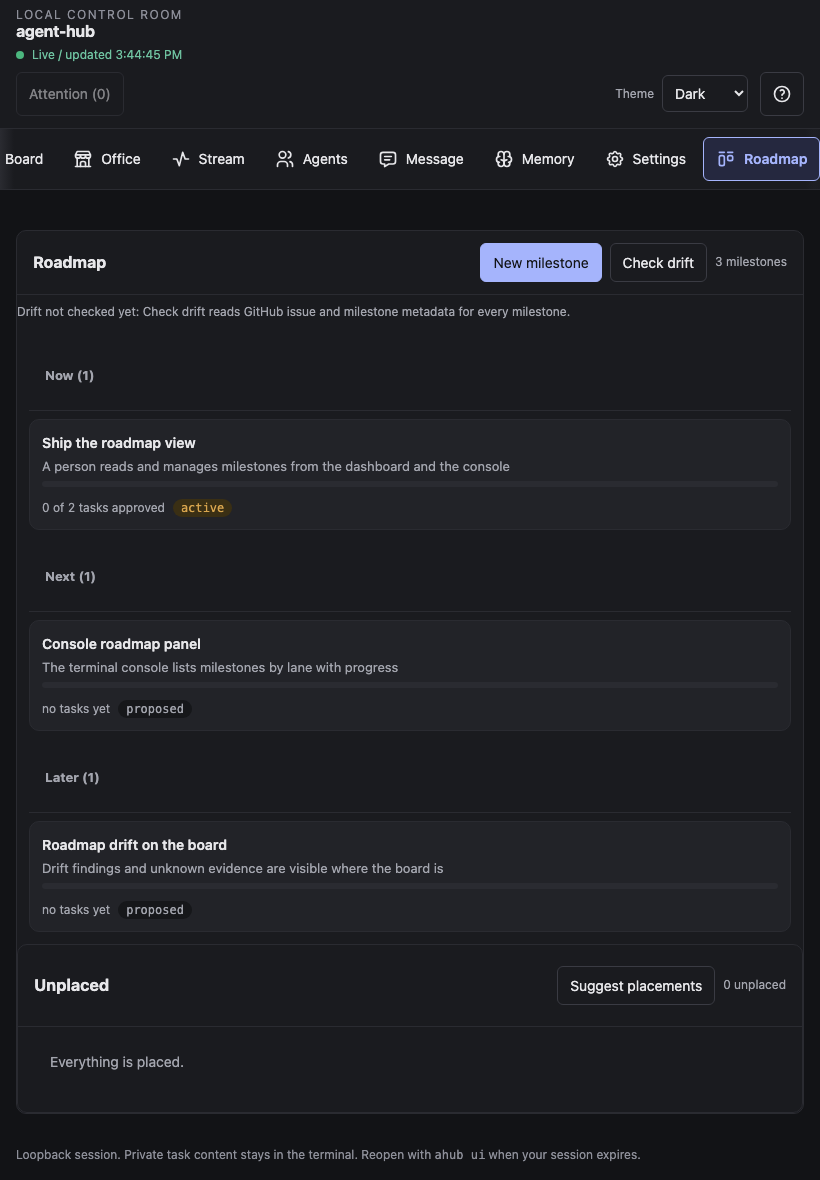 LOCAL CONTROL ROOM
agent-hub
Live / updated 3:44:45 PM
Attention (0)
Theme
Dark
Board
Office
Stream
Agents
Message
Memory
Settings
Roadmap
Roadmap
New milestone
Check drift
3 milestones
Drift not checked yet: Check drift reads GitHub issue and milestone metadata for every milestone.
Now (1)
Ship the roadmap view
A person reads and manages milestones from the dashboard and the console
0 of 2 tasks approved
active
Next (1)
Console roadmap panel
The terminal console lists milestones by lane with progress
no tasks yet
proposed
Later (1)
Roadmap drift on the board
Drift findings and unknown evidence are visible where the board is
no tasks yet
proposed
Unplaced
Suggest placements
0 unplaced
Everything is placed.
Loopback session. Private task content stays in the terminal. Reopen with ahub ui when your session expires.